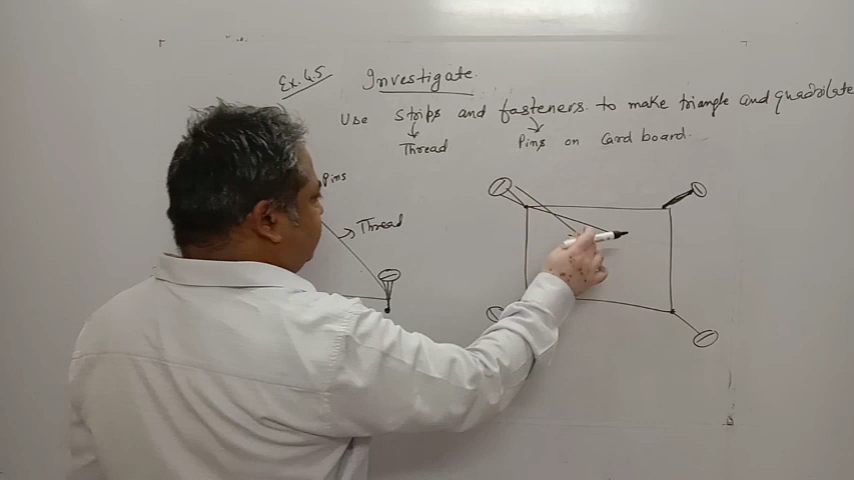 Ex. 4.5 Investigate.
Use strips and fasteners to make triangle and quadrilate
Thread Pins on Card board.
Pins
Thread